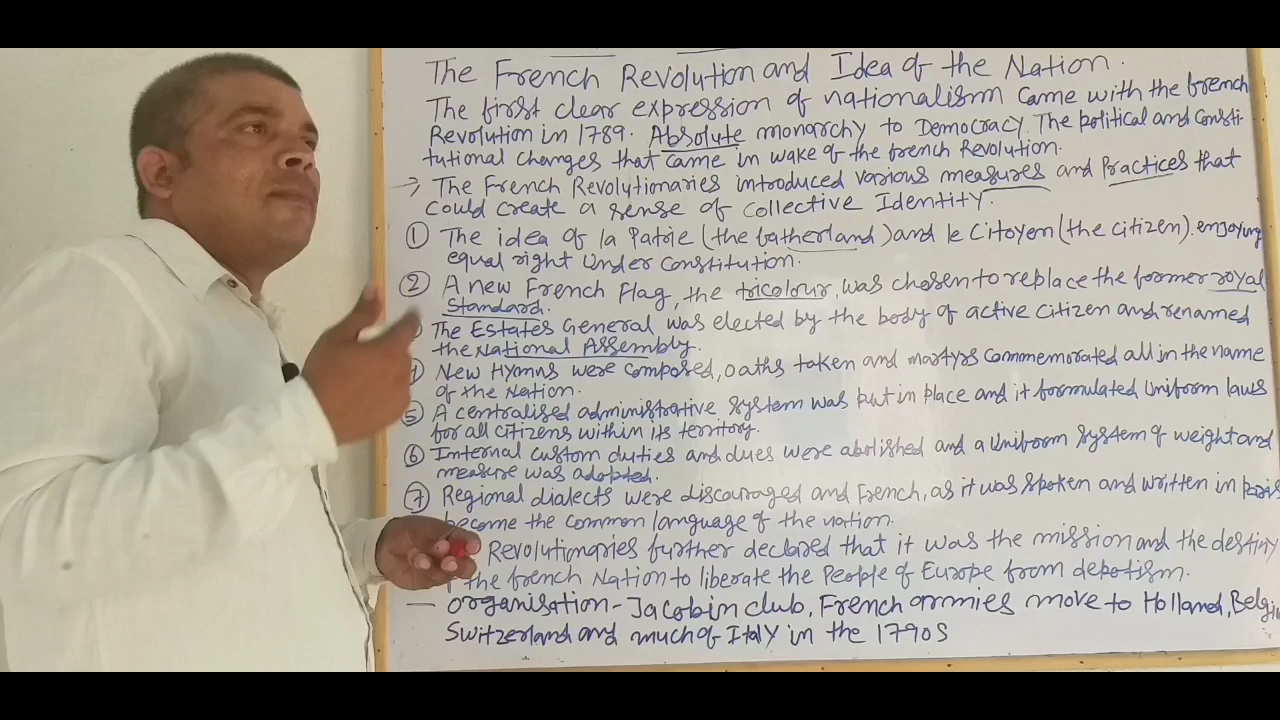 The French Revolution and Idea of the Nation.
The first clear expression of nationalism came with the french
Revolution in 1789. Absolute monarchy to Democracy. The political and Consti-
tutional changes that came in wake of the french Revolution.
→ The French Revolutionaries introduced various measures and Practices that
could create a sense of collective Identity.
① The idea of la Patrie (the fatherland) and le Citoyen (the citizen). enjoying
equal right under constitution.
② A new French Flag, the tricolour, was chosen to replace the former royal
Standard.
The Estates General was elected by the body of active citizen and renamed
the National Assembly.
New Hymns were composed, oaths taken and martyrs commemorated all in the name
of the Nation.
⑤ A centralised administrative system was put in place and it formulated Uniform laws
for all citizens within its territory.
⑥ Internal custom duties and dues were abolished and a Uniform system of weight and
measure was adopted.
⑦ Regional dialects were discouraged and French, as it was spoken and written in Paris
become the common language of the nation.
Revolutionaries further declared that it was the mission and the destiny
the french Nation to liberate the People of Europe from depotism.
— Organisation - Jacobin club, French armies move to Holland, Belgiu
Switzerland and much of Italy in the 1790s